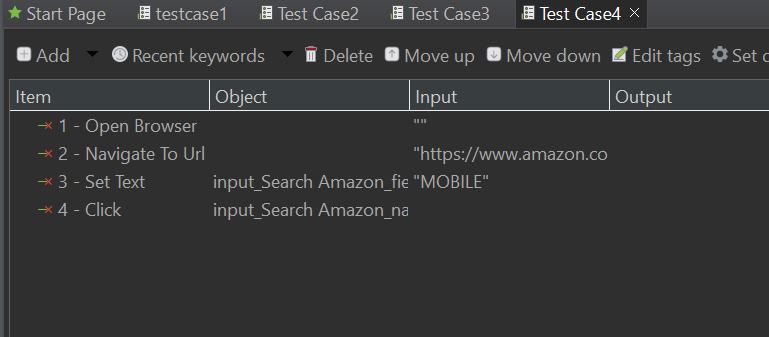 Start Page testcase1 Test Case2 Test Case3 Test Case4
Add Recent keywords Delete Move up Move down Edit tags Set c
Item Object Input Output
1 - Open Browser ""
2 - Navigate To Url "https://www.amazon.co
3 - Set Text input_Search Amazon_fie "MOBILE"
4 - Click input_Search Amazon_na